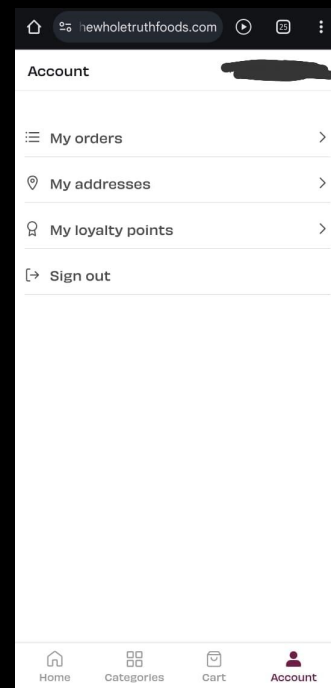 hewholetruthfoods.com
25
Account
My orders
My addresses
My loyalty points
Sign out
Home Categories Cart Account